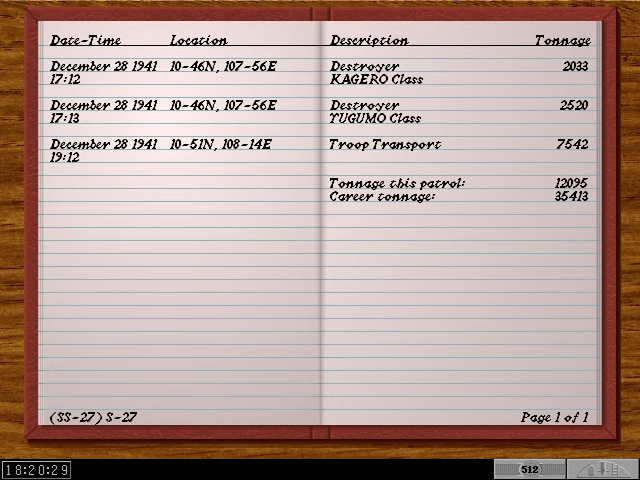 Date-Time Location Description Tonnage
December 28 1941 10-46N, 107-56E Destroyer 2033
17:12 KAGERO Class
December 28 1941 10-46N, 107-56E Destroyer 2520
17:13 YUGUMO Class
December 28 1941 10-51N, 108-14E Troop Transport 7542
19:12
Tonnage this patrol: 12095
Career tonnage: 35413
(SS-27) S-27 Page 1 of 1
18:20:29 512